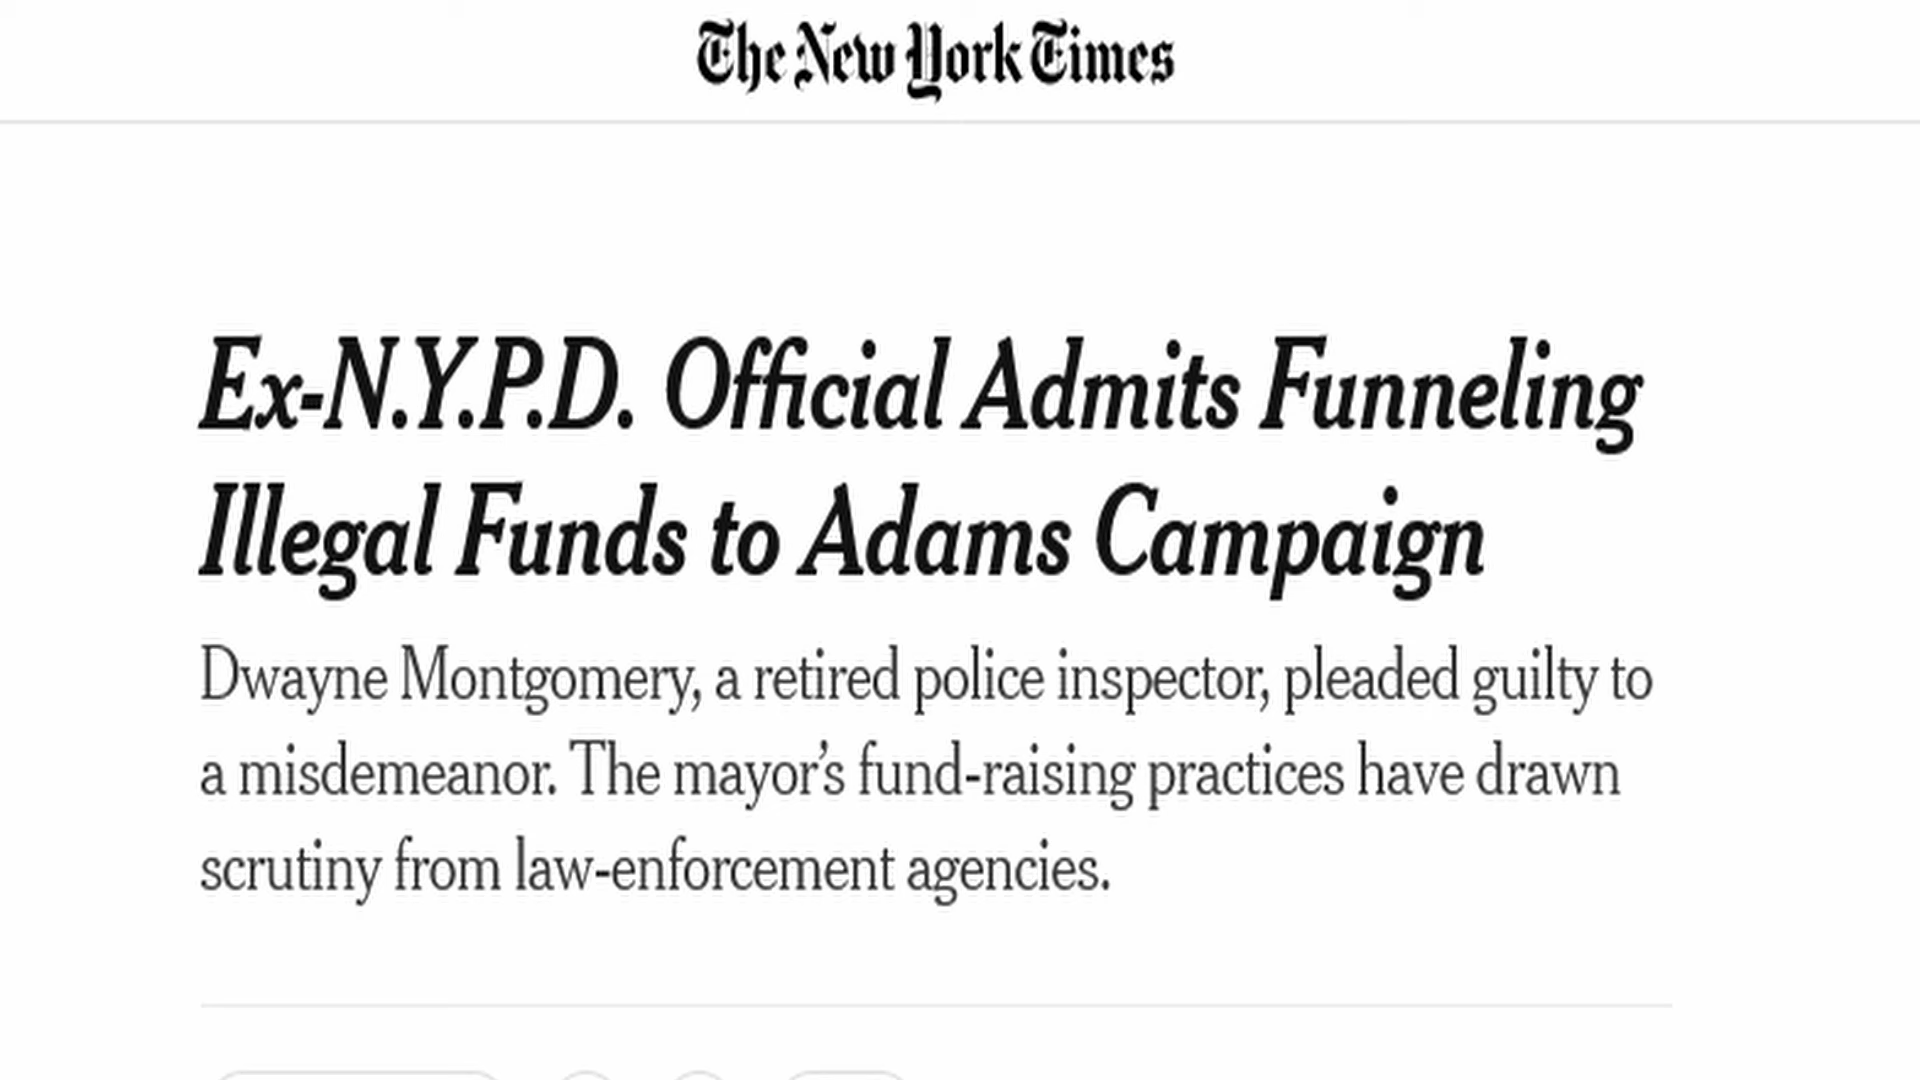 The New York Times
Ex-N.Y.P.D. Official Admits Funneling
Illegal Funds to Adams Campaign
Dwayne Montgomery, a retired police inspector, pleaded guilty to
a misdemeanor. The mayor’s fund-raising practices have drawn
scrutiny from law-enforcement agencies.